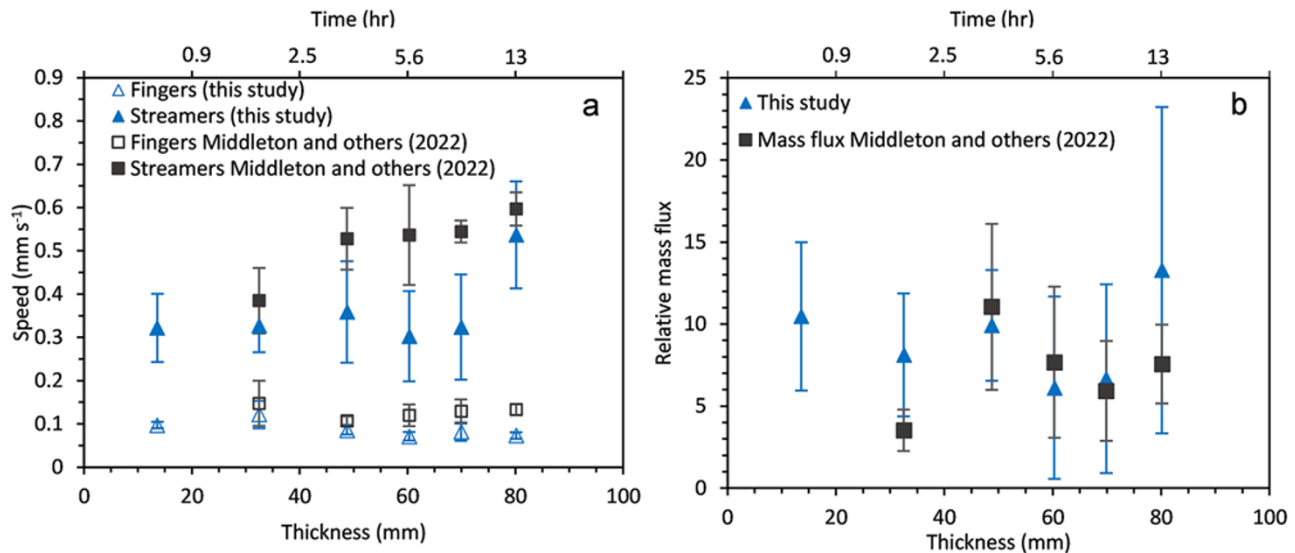 Time (hr)
0.9 2.5 5.6 13
0.9
0.8
0.7
0.6
0.5
0.4
0.3
0.2
0.1
0
Speed (mm s⁻¹)
Fingers (this study)
Streamers (this study)
Fingers Middleton and others (2022)
Streamers Middleton and others (2022)
a
0 20 40 60 80 100
Thickness (mm)
Time (hr)
0.9 2.5 5.6 13
25
20
15
10
5
0
Relative mass flux
This study
Mass flux Middleton and others (2022)
b
0 20 40 60 80 100
Thickness (mm)